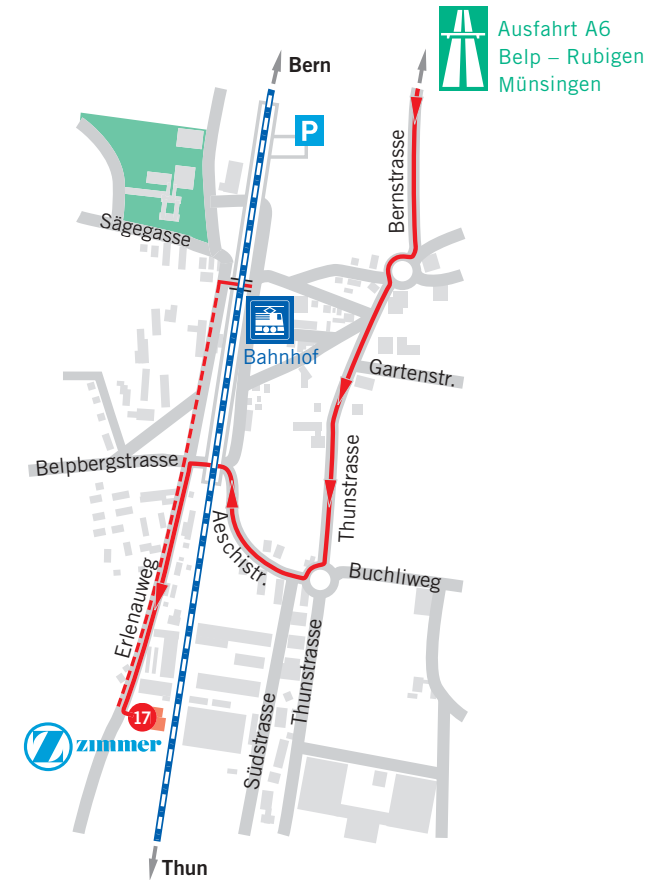 Ausfahrt A6
Belp – Rubigen
Münsingen
Bern
P
Bernstrasse
Sägegasse
Bahnhof
Gartenstr.
Thunstrasse
Belpbergstrasse
Aeschistr.
Buchliweg
Erlenauweg
Thunstrasse
Südstrasse
17
Z zimmer
Thun